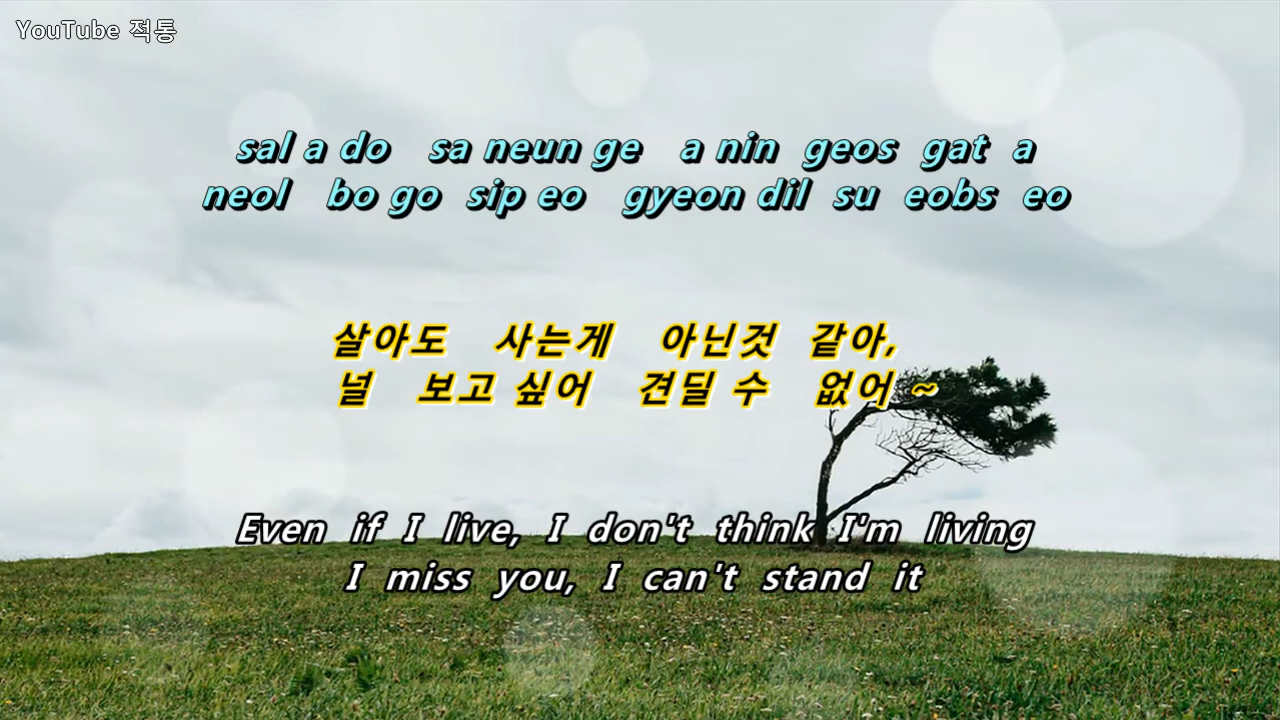 YouTube 적통
sal a do sa neun ge a nin geos gat a
neol bo go sip eo gyeon dil su eobs eo
살아도 사는게 아닌것 같아,
널 보고 싶어 견딜 수 없어 ~
Even if I live, I don't think I'm living
I miss you, I can't stand it